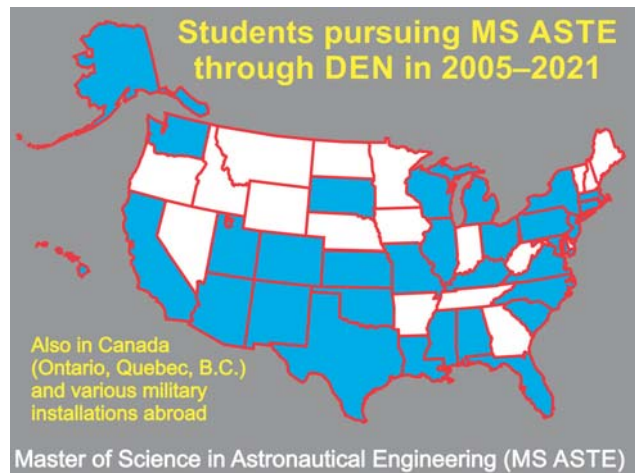 Students pursuing MS ASTE
through DEN in 2005–2021
Also in Canada
(Ontario, Quebec, B.C.)
and various military
installations abroad
Master of Science in Astronautical Engineering (MS ASTE)